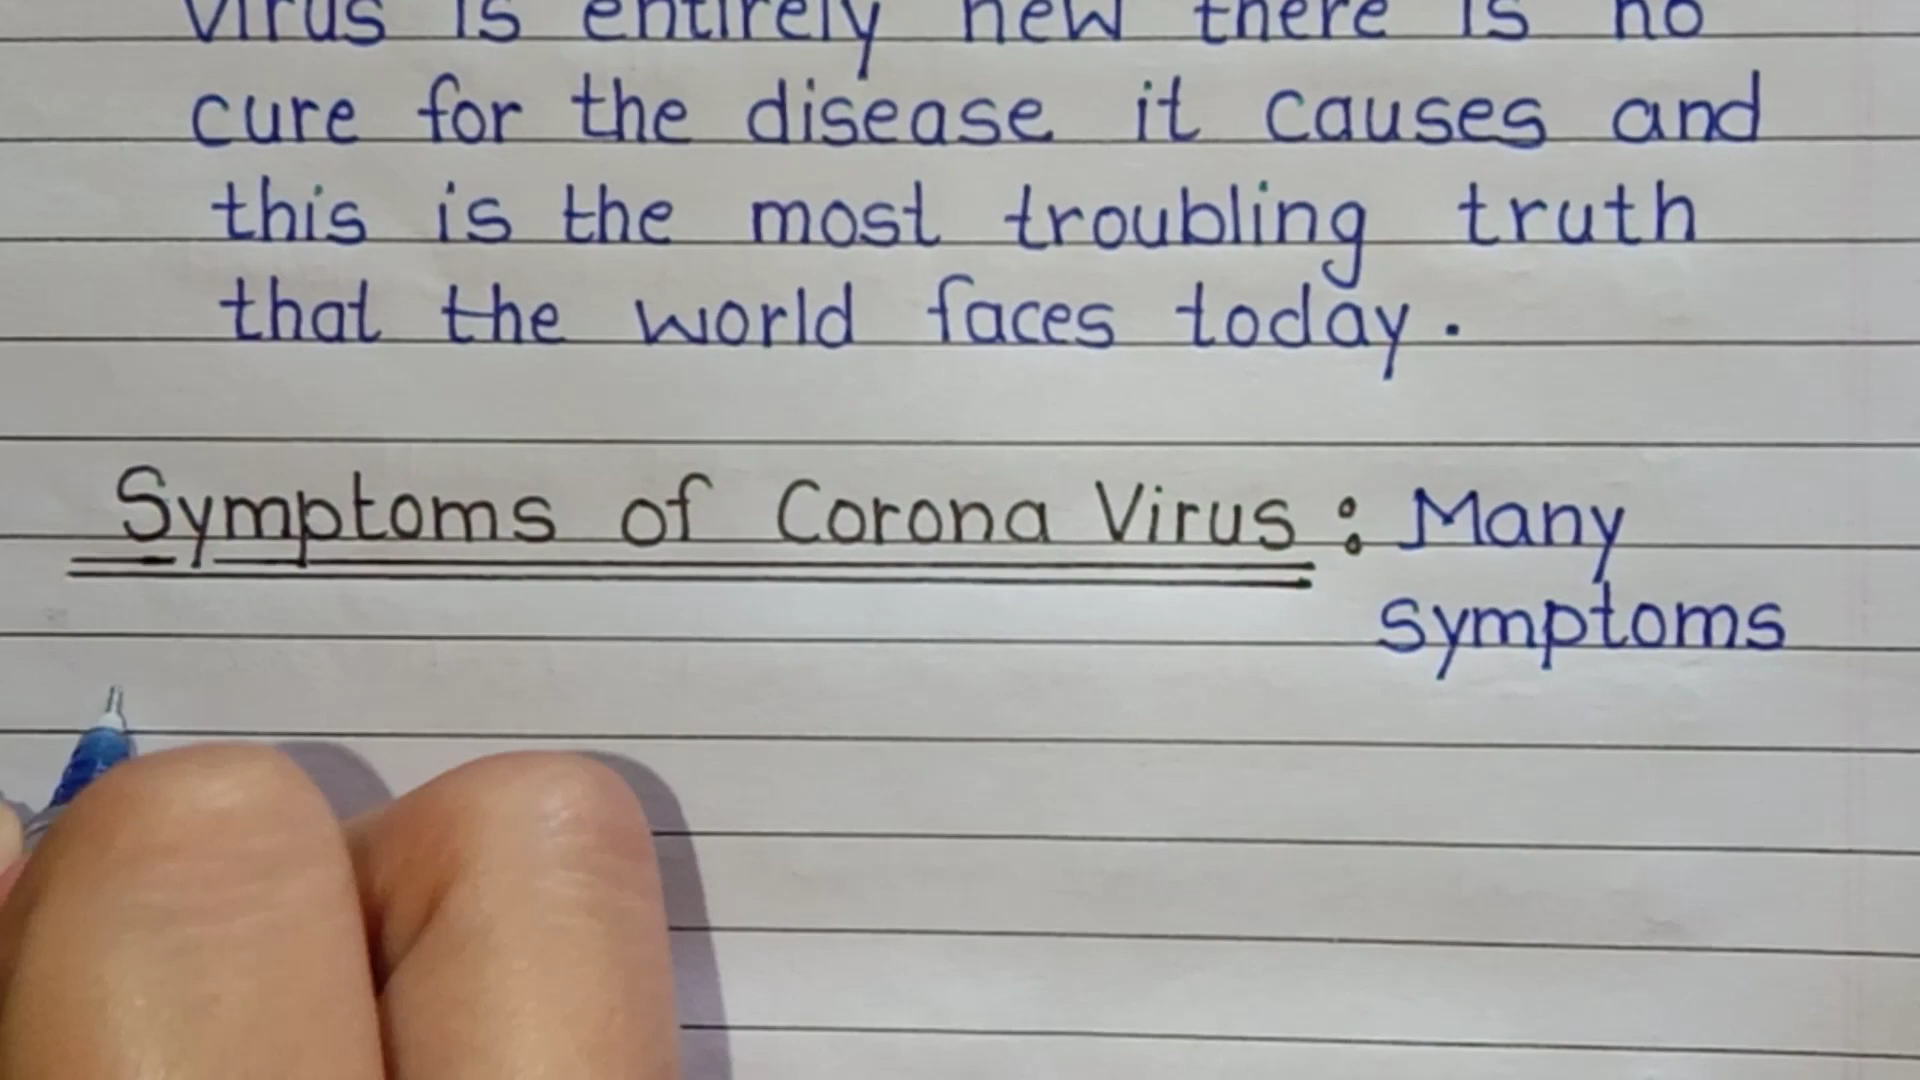 virus is entirely new there is no
cure for the disease it causes and
this is the most troubling truth
that the world faces today.
Symptoms of Corona Virus : Many
symptoms